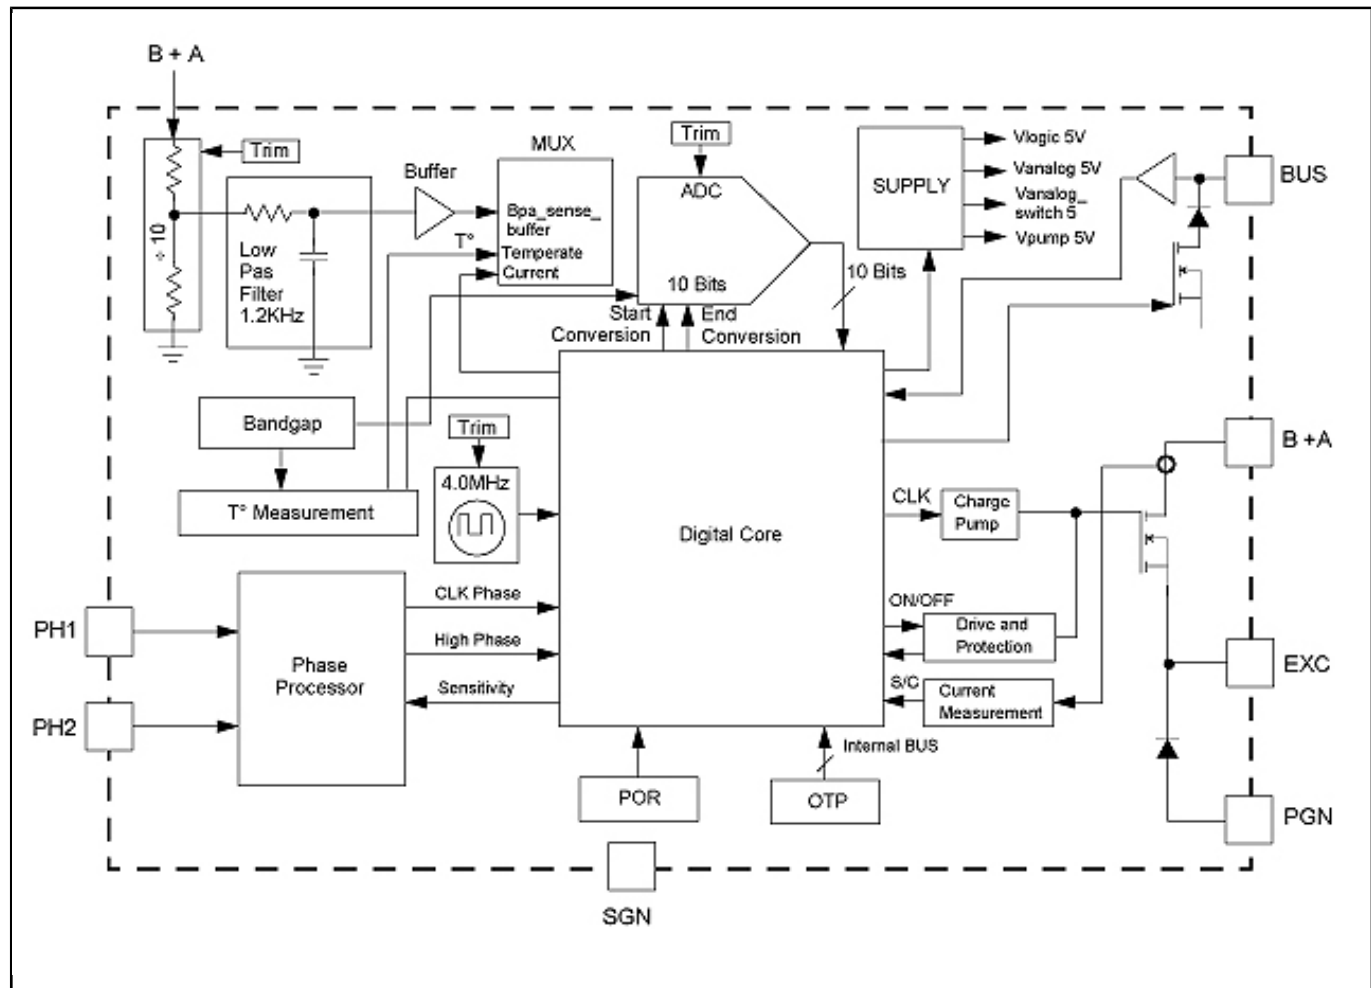 B + A
Trim
÷ 10
Low
Pas
Filter
1.2KHz
Buffer
T°
MUX
Bpa_sense_
buffer
Temperate
Current
Trim
ADC
10 Bits
Start
Conversion
End
Conversion
10 Bits
SUPPLY
Vlogic 5V
Vanalog 5V
Vanalog_
switch 5
Vpump 5V
BUS
Bandgap
T° Measurement
Trim
4.0MHz
Digital Core
CLK
Charge
Pump
B +A
ON/OFF
Drive and
Protection
S/C
Current
Measurement
EXC
PH1
PH2
Phase
Processor
CLK Phase
High Phase
Sensitivity
POR
Internal BUS
OTP
PGN
SGN